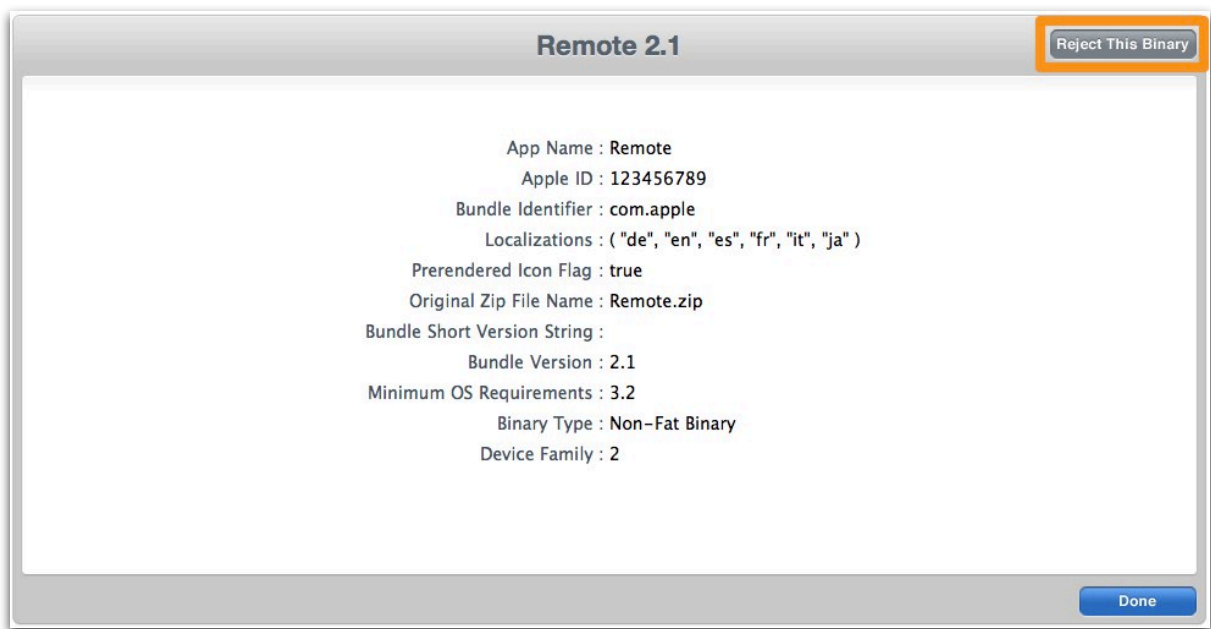 Remote 2.1
Reject This Binary
App Name : Remote
Apple ID : 123456789
Bundle Identifier : com.apple
Localizations : ( "de", "en", "es", "fr", "it", "ja" )
Prerendered Icon Flag : true
Original Zip File Name : Remote.zip
Bundle Short Version String :
Bundle Version : 2.1
Minimum OS Requirements : 3.2
Binary Type : Non-Fat Binary
Device Family : 2
Done